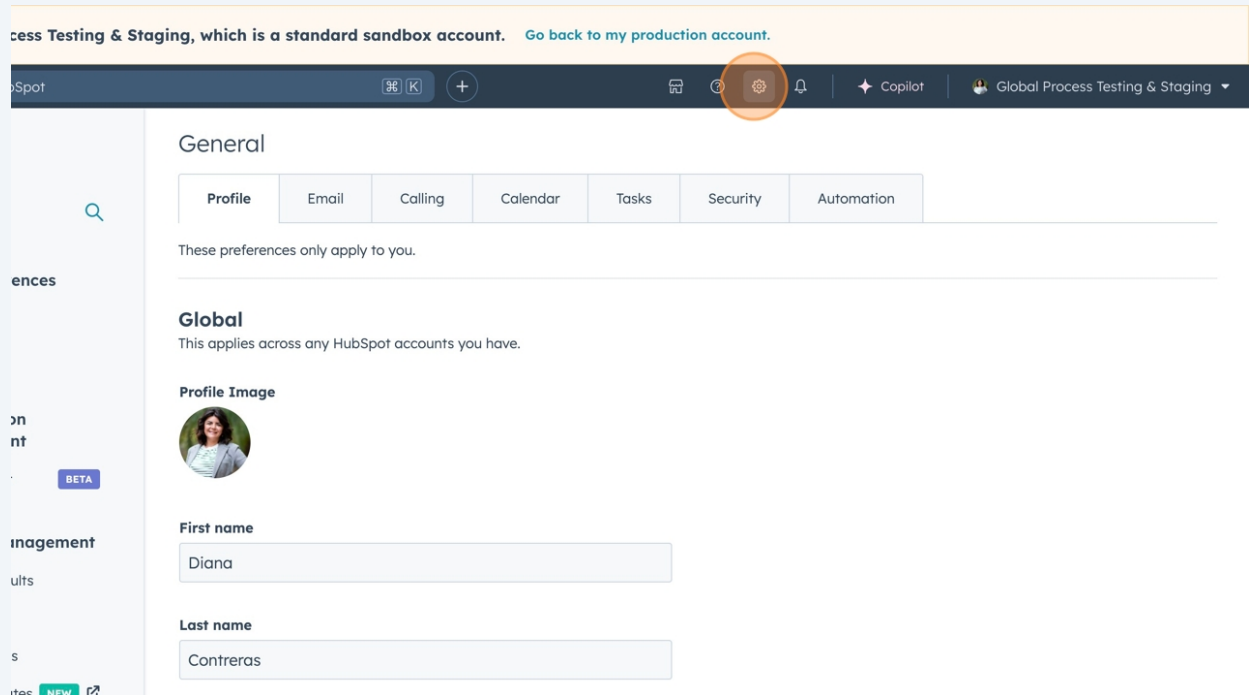 cess Testing & Staging, which is a standard sandbox account. Go back to my production account.
Spot ⌘ K + Copilot Global Process Testing & Staging
General
Profile Email Calling Calendar Tasks Security Automation
These preferences only apply to you.
ences
Global
This applies across any HubSpot accounts you have.
Profile Image
on
nt
BETA
First name
anagement
Diana
ults
Last name
s
Contreras
ates NEW